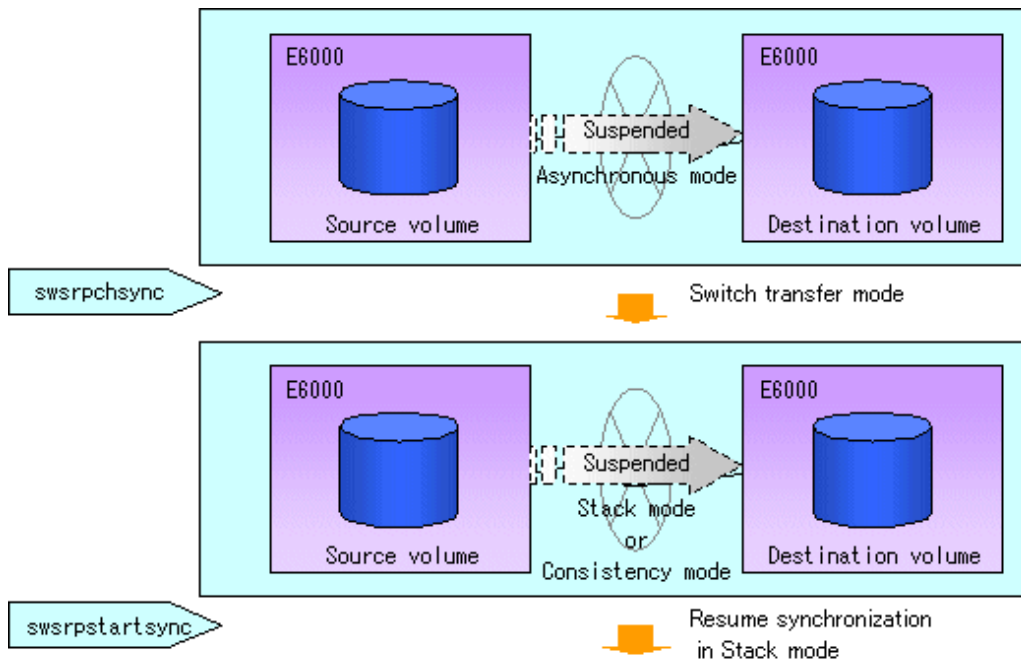 E6000
E6000
Suspended
Asynchronous mode
Source volume
Destination volume
swsrpchsync
Switch transfer mode
E6000
E6000
Suspended
Stack mode
or
Consistency mode
Source volume
Destination volume
swsrpstartsync
Resume synchronization
in Stack mode